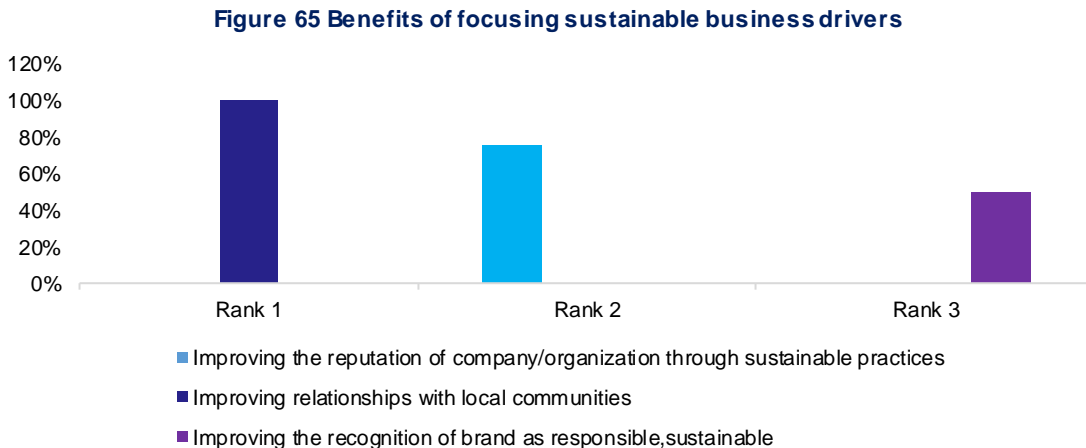 Figure 65 Benefits of focusing sustainable business drivers
120%
100%
80%
60%
40%
20%
0%
Rank 1 Rank 2 Rank 3
Improving the reputation of company/organization through sustainable practices
Improving relationships with local communities
Improving the recognition of brand as responsible,sustainable